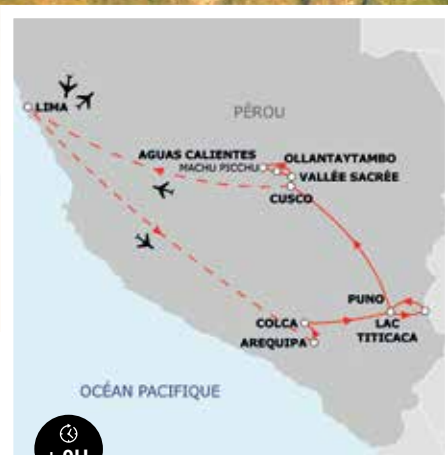 LIMA
PÉROU
AGUAS CALIENTES
MACHU PICCHU
OLLANTAYTAMBO
VALLÉE SACRÉE
CUSCO
PUNO
COLCA
LAC
TITICACA
AREQUIPA
OCÉAN PACIFIQUE